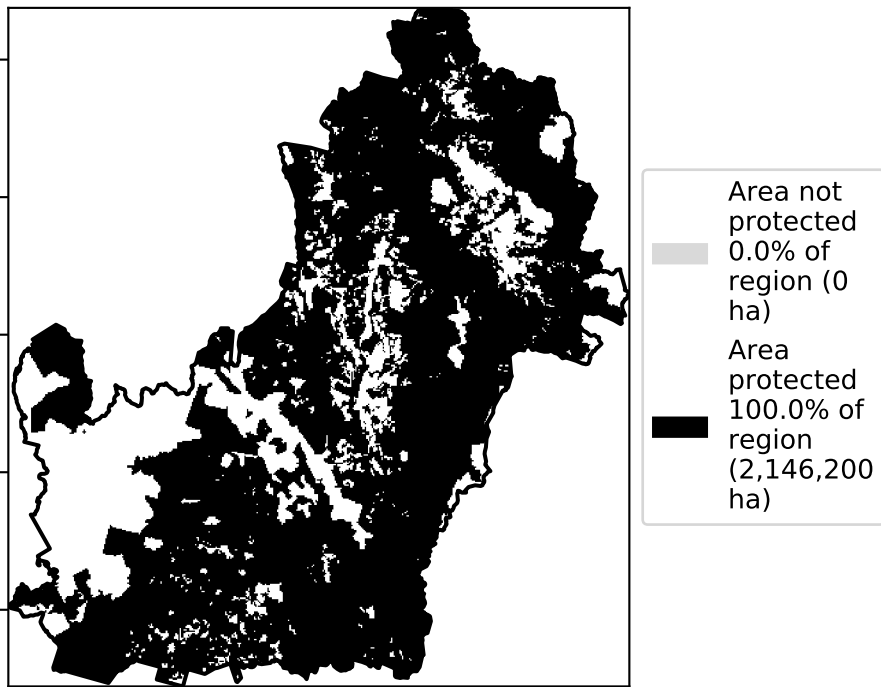 Area not
protected
0.0% of
region (0
ha)
Area
protected
100.0% of
region
(2,146,200
ha)